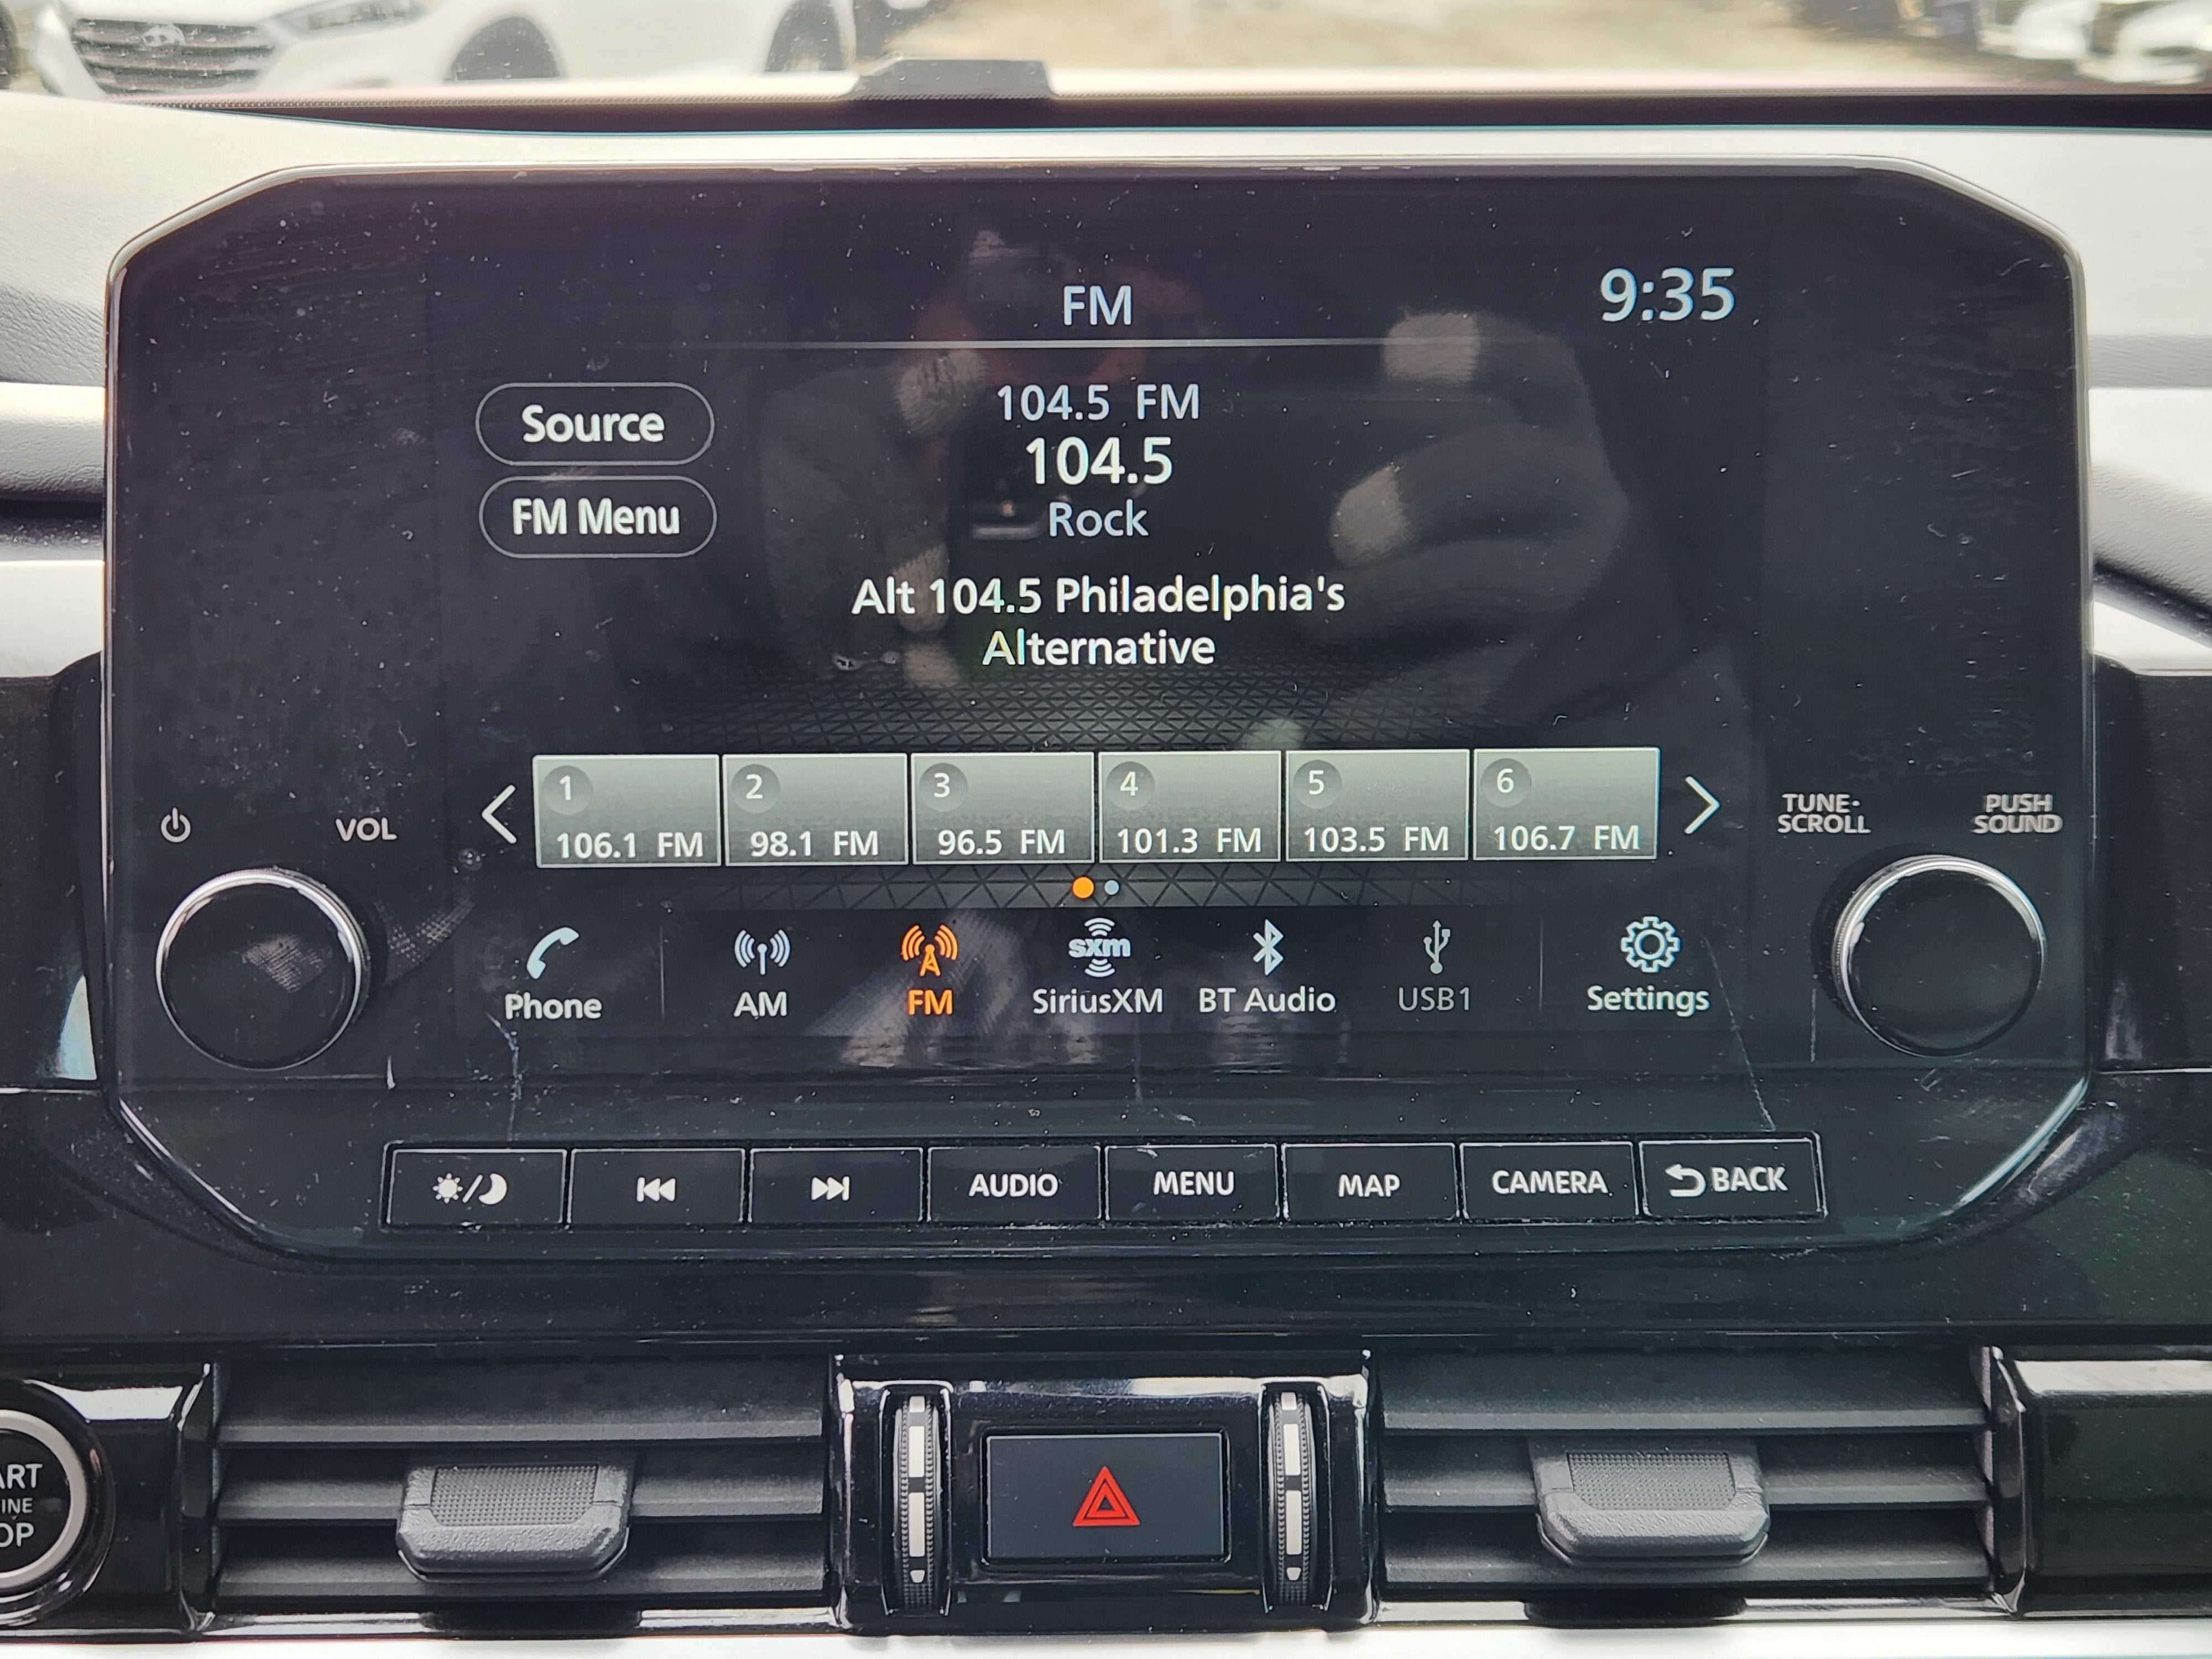 FM
9:35
Source
FM Menu
104.5 FM
104.5
Rock
Alt 104.5 Philadelphia's
Alternative
1
106.1 FM
2
98.1 FM
3
96.5 FM
4
101.3 FM
5
103.5 FM
6
106.7 FM
VOL
TUNE·
SCROLL
PUSH
SOUND
Phone
AM
FM
sxm
SiriusXM
BT Audio
USB1
Settings
AUDIO
MENU
MAP
CAMERA
BACK
ART
INE
OP